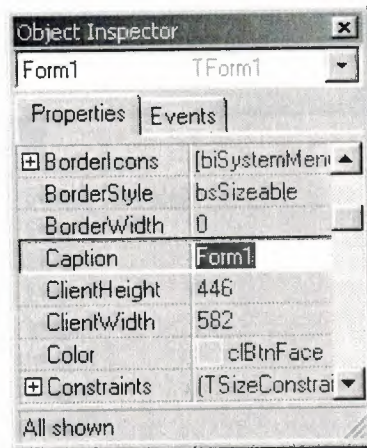 Object Inspector
Form1 TForm1
Properties Events
BorderIcons [biSystemMenu
BorderStyle bsSizeable
BorderWidth 0
Caption Form1
ClientHeight 446
ClientWidth 582
Color clBtnFace
Constraints (TSizeConstrai
All shown